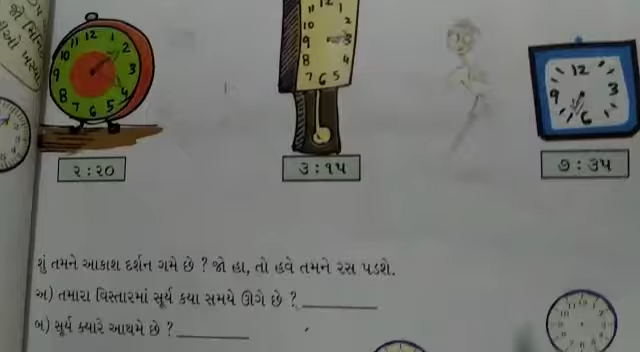 ૨ : ૨૦
૩ : ૧૫
૭ : ૩૫
શું તમને આકાશ દર્શન ગમે છે ? જો હા, તો હવે તમને રસ પડશે.
અ) તમારા વિસ્તારમાં સૂર્ય કયા સમયે ઊગે છે ?
બ) સૂર્ય ક્યારે આથમે છે ?